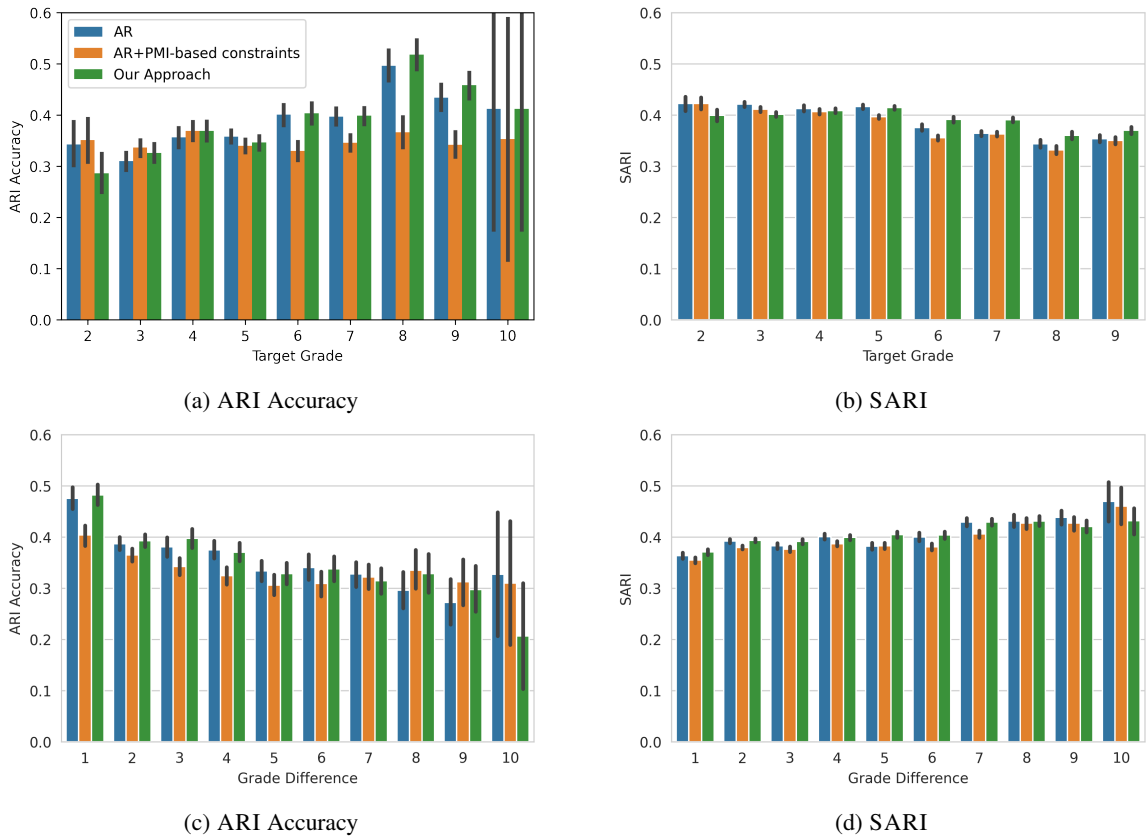 0.6
0.5
0.4
0.3
0.2
0.1
0.0
ARI Accuracy
AR
AR+PMI-based constraints
Our Approach
2 3 4 5 6 7 8 9 10
Target Grade
(a) ARI Accuracy
0.6
0.5
0.4
0.3
0.2
0.1
0.0
SARI
2 3 4 5 6 7 8 9
Target Grade
(b) SARI
0.6
0.5
0.4
0.3
0.2
0.1
0.0
ARI Accuracy
1 2 3 4 5 6 7 8 9 10
Grade Difference
(c) ARI Accuracy
0.6
0.5
0.4
0.3
0.2
0.1
0.0
SARI
1 2 3 4 5 6 7 8 9 10
Grade Difference
(d) SARI